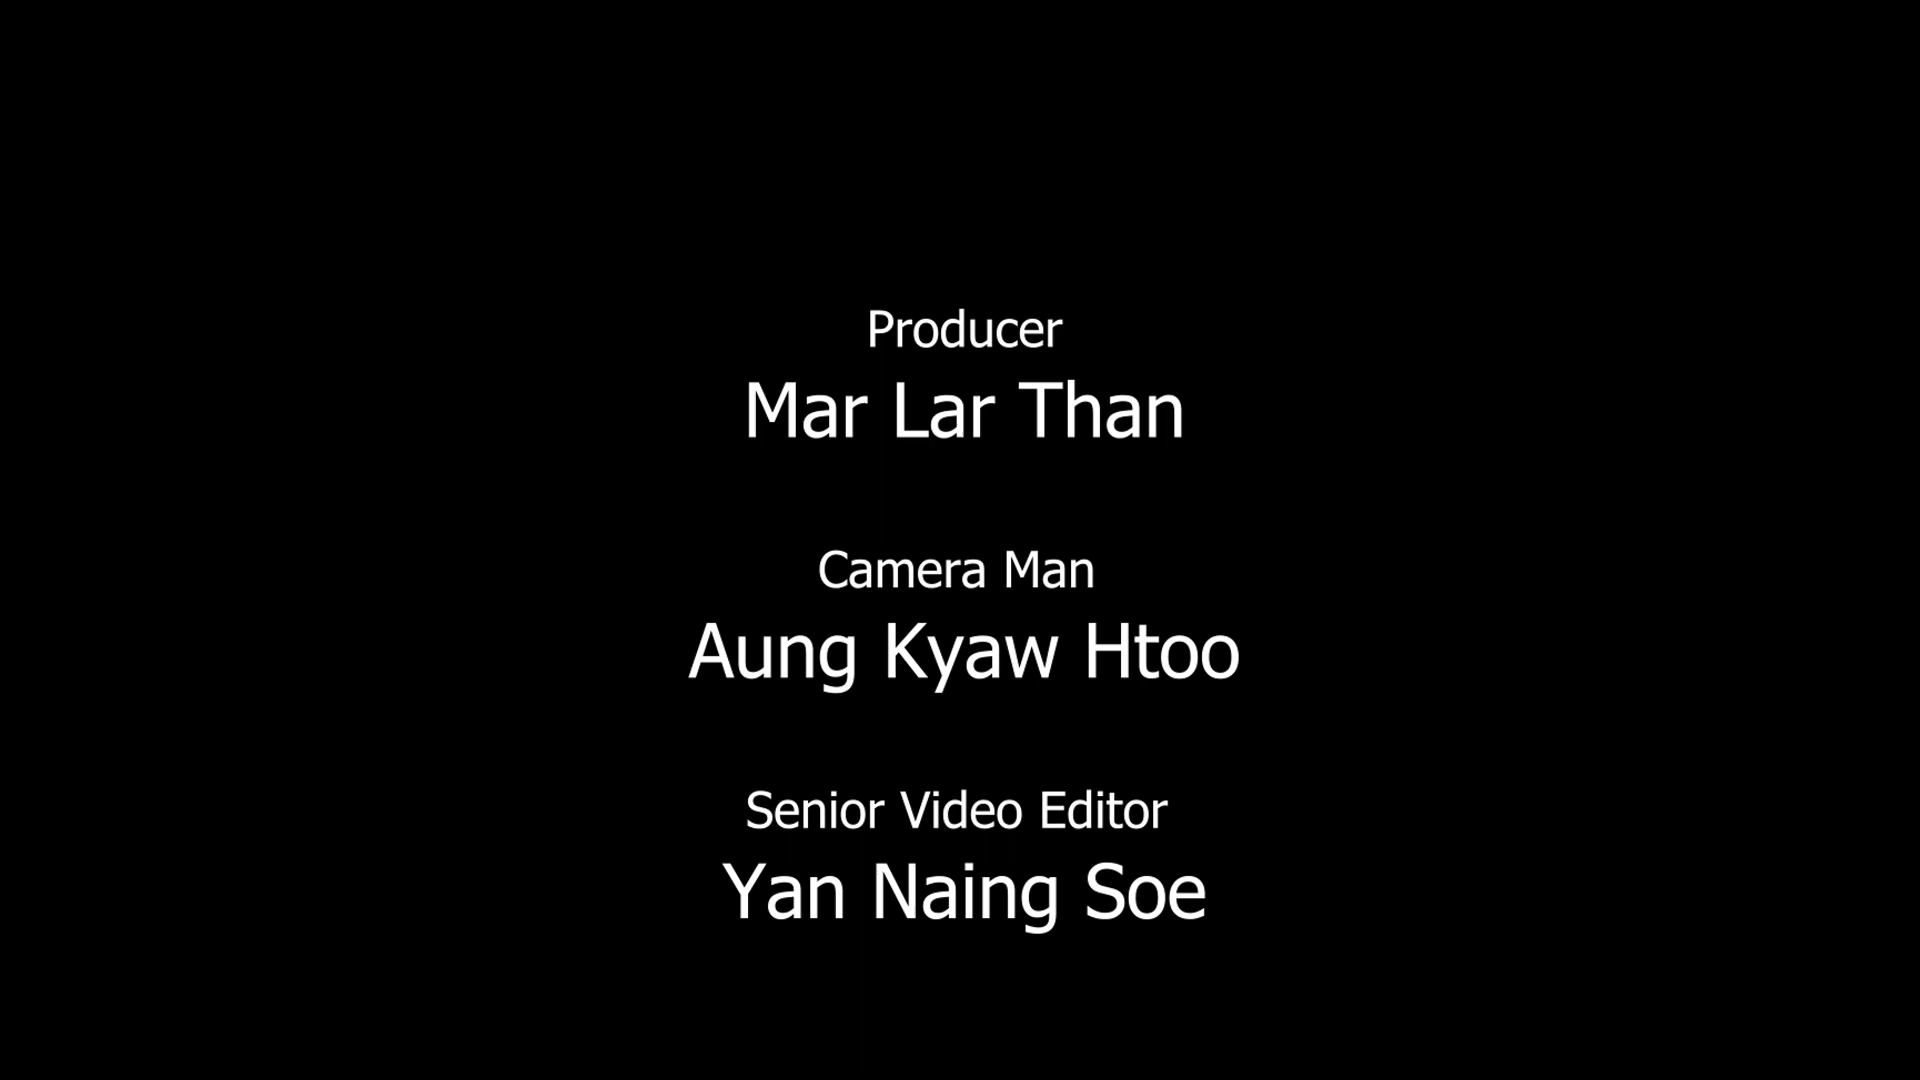 Producer
Mar Lar Than
Camera Man
Aung Kyaw Htoo
Senior Video Editor
Yan Naing Soe